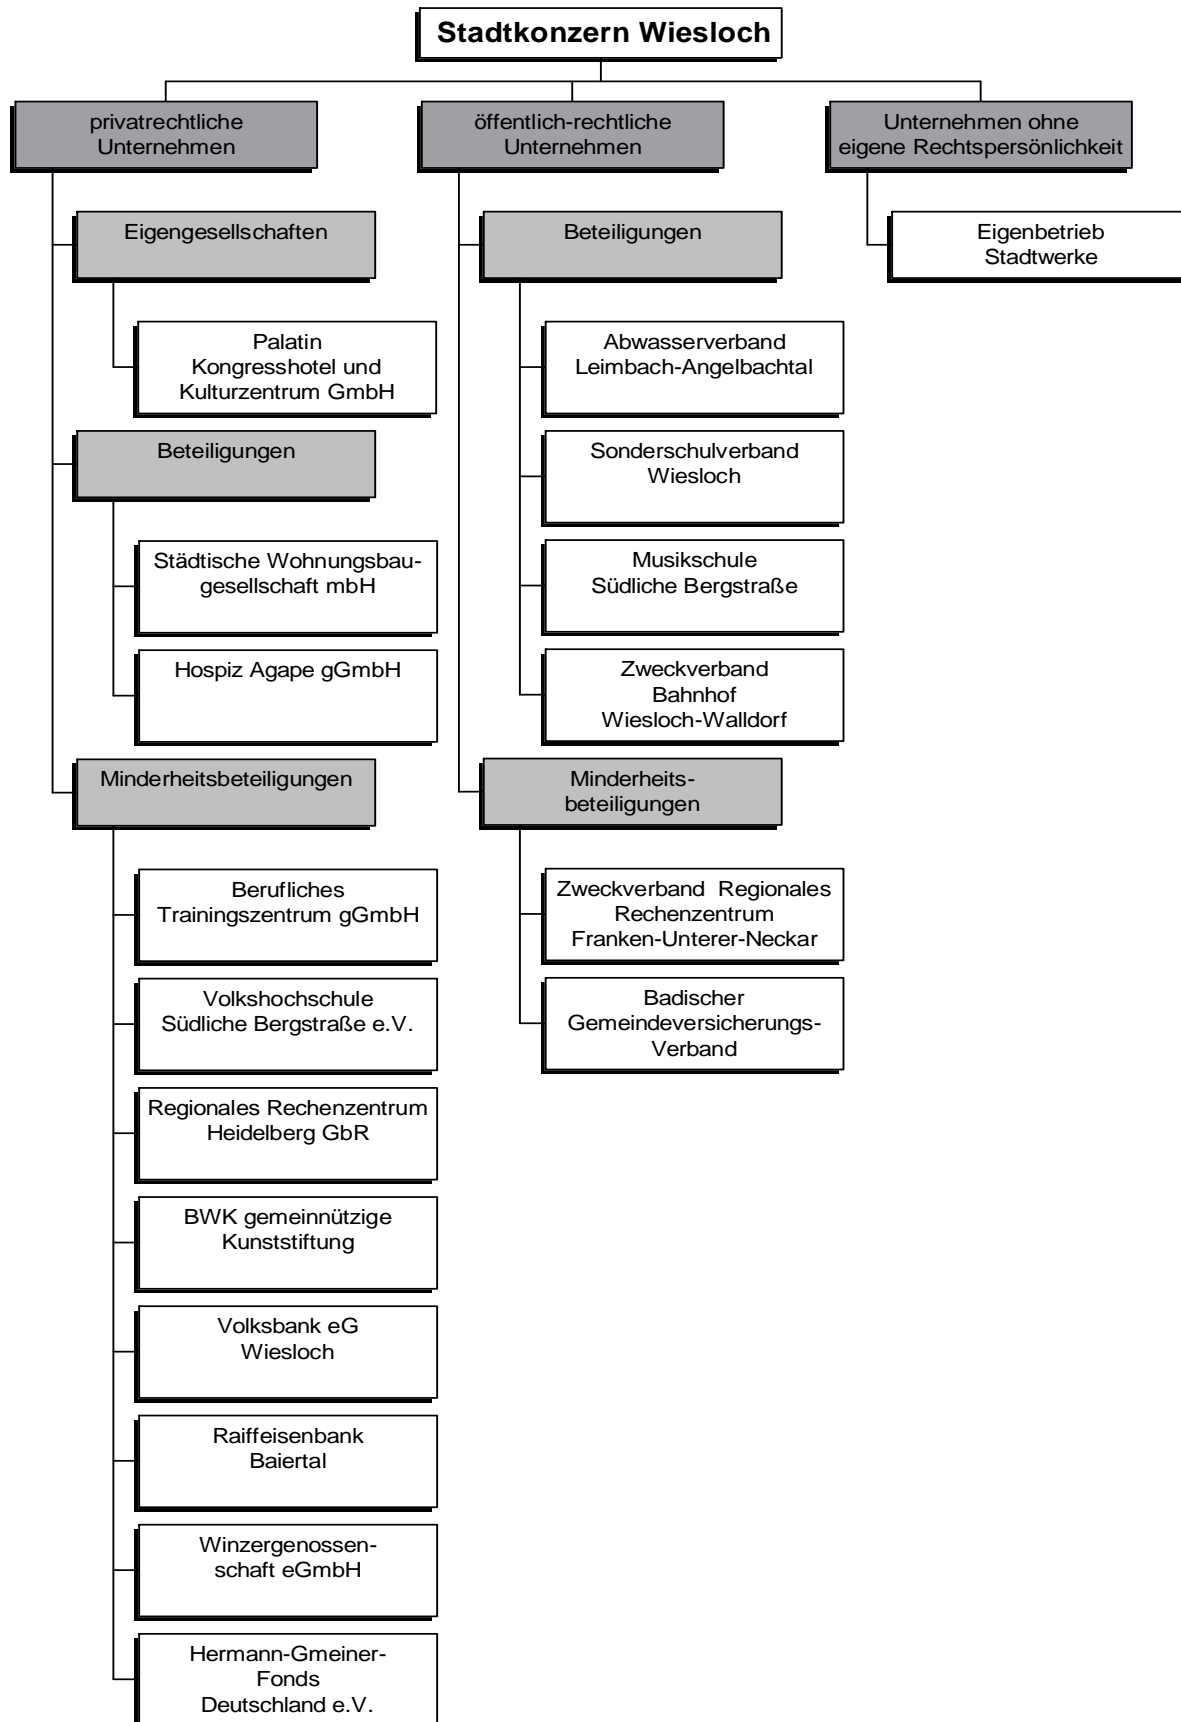 Stadtkonzern Wiesloch
privatrechtliche
Unternehmen
Eigengesellschaften
Palatin
Kongresshotel und
Kulturzentrum GmbH
Beteiligungen
Städtische Wohnungsbau-
gesellschaft mbH
Hospiz Agape gGmbH
Minderheitsbeteiligungen
Berufliches
Trainingszentrum gGmbH
Volkshochschule
Südliche Bergstraße e.V.
Regionales Rechenzentrum
Heidelberg GbR
BWK gemeinnützige
Kunststiftung
Volksbank eG
Wiesloch
Raiffeisenbank
Baiertal
Winzergenossen-
schaft eGmbH
Hermann-Gmeiner-
Fonds
Deutschland e.V.
öffentlich-rechtliche
Unternehmen
Beteiligungen
Abwasserverband
Leimbach-Angelbachtal
Sonderschulverband
Wiesloch
Musikschule
Südliche Bergstraße
Zweckverband
Bahnhof
Wiesloch-Walldorf
Minderheits-
beteiligungen
Zweckverband Regionales
Rechenzentrum
Franken-Unterer-Neckar
Badischer
Gemeindeversicherungs-
Verband
Unternehmen ohne
eigene Rechtspersönlichkeit
Eigenbetrieb
Stadtwerke